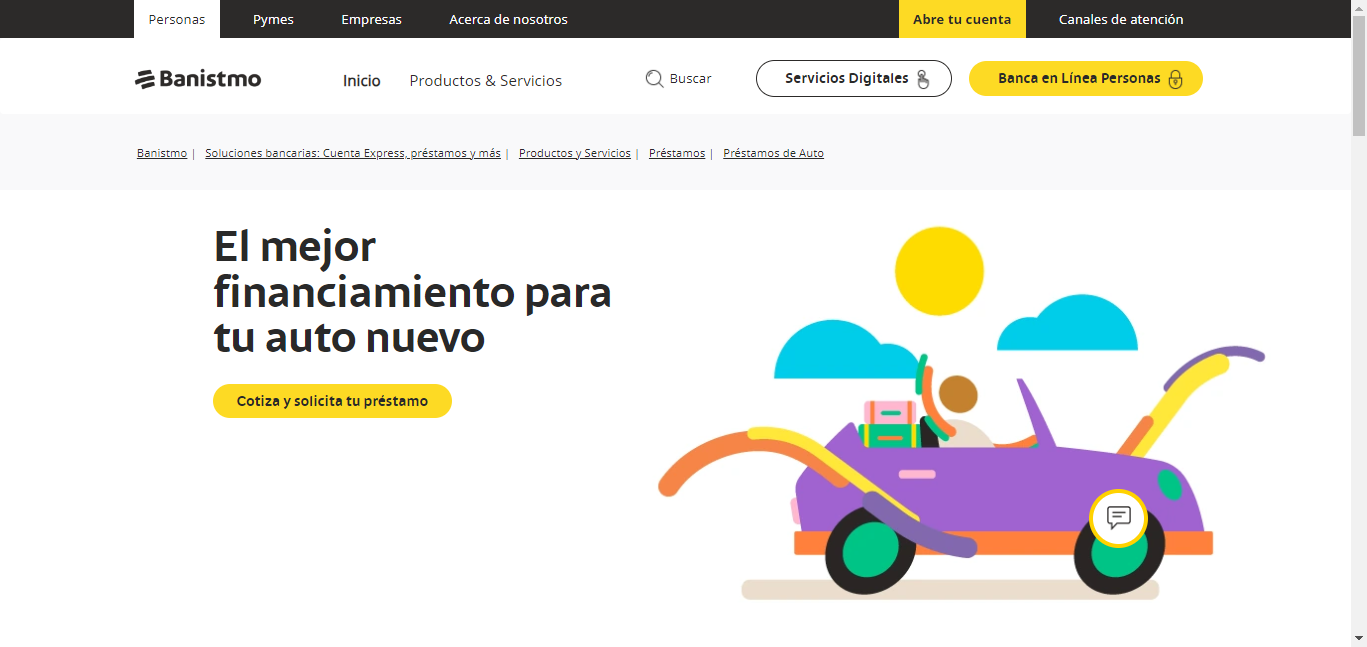 Personas Pymes Empresas Acerca de nosotros Abre tu cuenta Canales de atención
Banistmo Inicio Productos & Servicios Buscar Servicios Digitales Banca en Línea Personas
Banistmo | Soluciones bancarias: Cuenta Express, préstamos y más | Productos y Servicios | Préstamos | Préstamos de Auto
El mejor
financiamiento para
tu auto nuevo
Cotiza y solicita tu préstamo